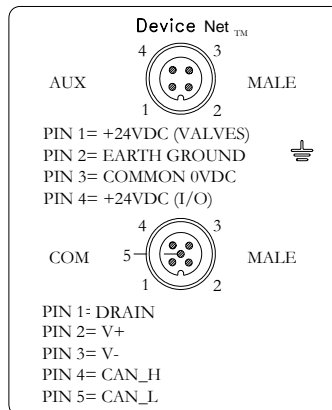 Device Net TM
4 3
AUX MALE
1 2
PIN 1= +24VDC (VALVES)
PIN 2= EARTH GROUND
PIN 3= COMMON 0VDC
PIN 4= +24VDC (I/O)
4 3
COM 5 MALE
1 2
PIN 1= DRAIN
PIN 2= V+
PIN 3= V-
PIN 4= CAN_H
PIN 5= CAN_L